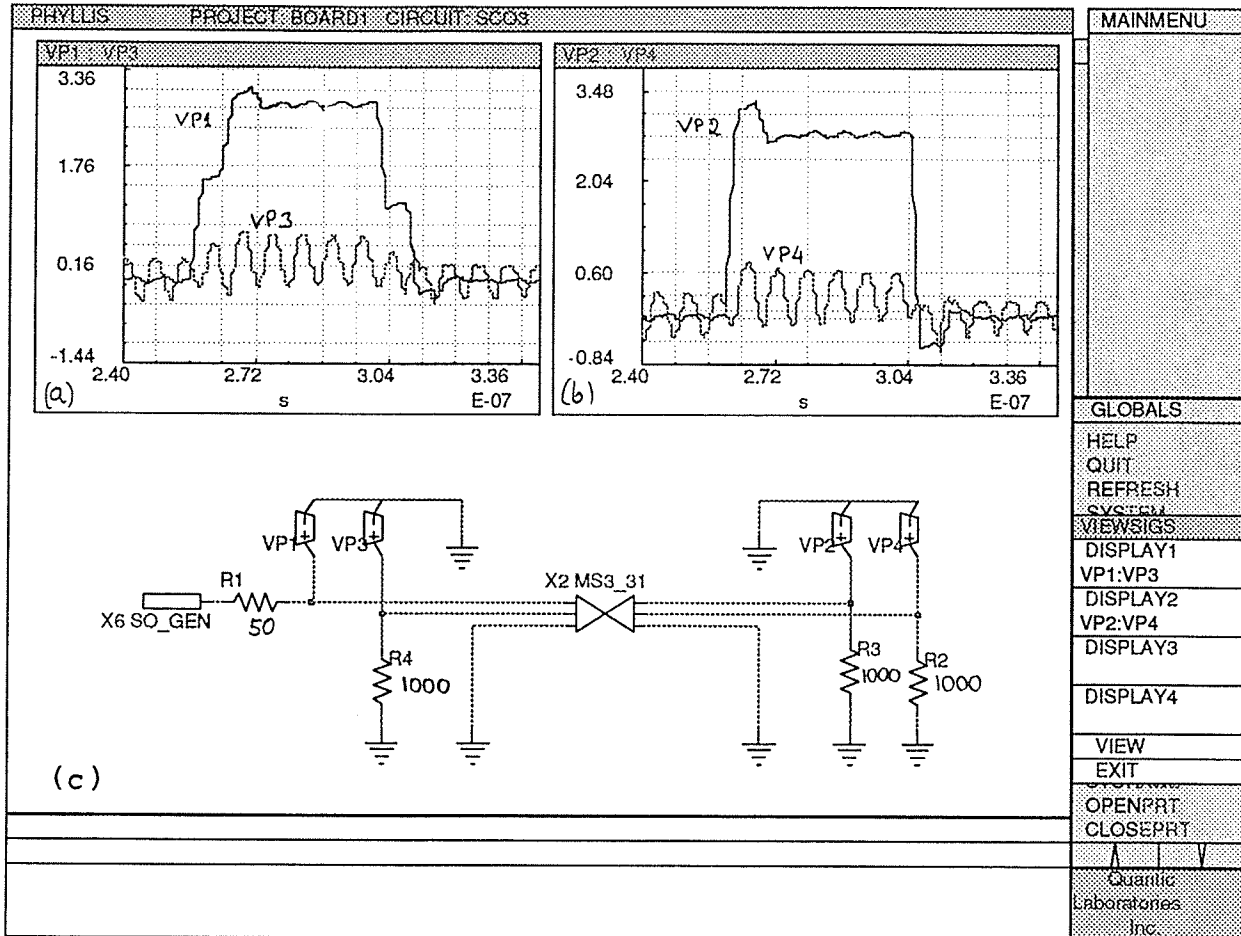 PHYLLIS PROJECT: BOARD1 CIRCUIT: SCO3
VP1 VP3
3.36
1.76
0.16
-1.44
2.40 2.72 3.04 3.36
s E-07
VP1
VP3
(a)
VP2 VP4
3.48
2.04
0.60
-0.84
2.40 2.72 3.04 3.36
s E-07
VP2
VP4
(b)
VP1 VP3
VP2 VP4
R1
X6 SO_GEN
50
X2 MS3_31
R4
1000
R3
1000
R2
1000
(c)
MAINMENU
GLOBALS
HELP
QUIT
REFRESH
SYSTEM
VIEWSIGS
DISPLAY1
VP1:VP3
DISPLAY2
VP2:VP4
DISPLAY3
DISPLAY4
VIEW
EXIT
OPENPRT
CLOSEPRT
Quantic
Laboratories
Inc.